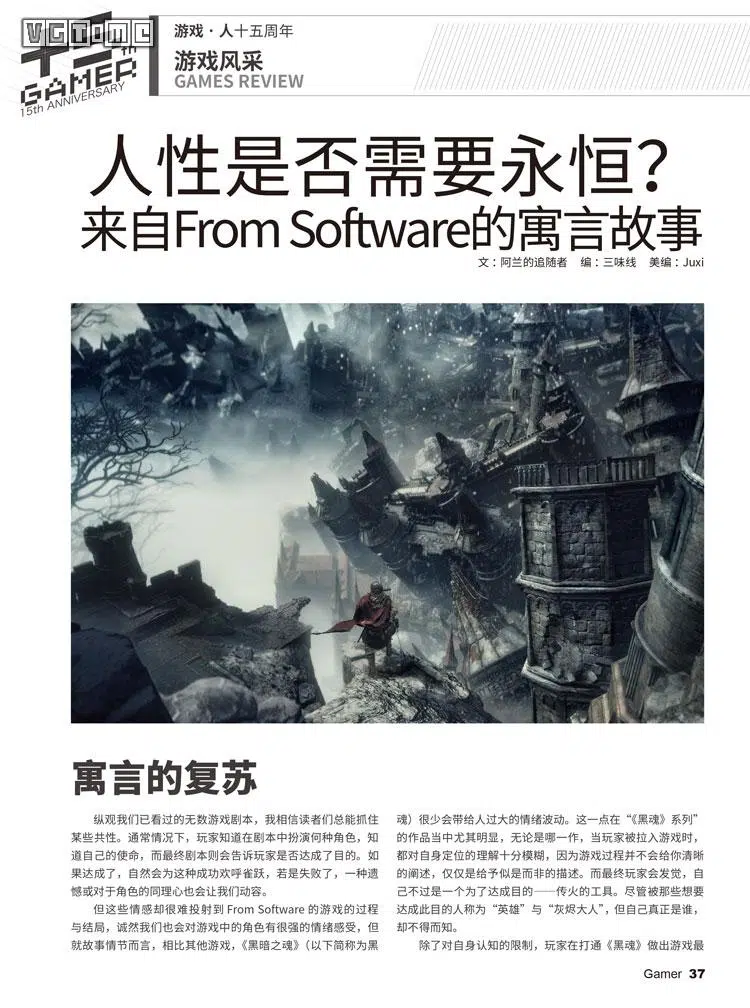 VGTIME
十五th
GAMER
15th ANNIVERSARY
游戏·人十五周年
游戏风采
GAMES REVIEW
人性是否需要永恒？
来自From Software的寓言故事
文：阿兰的追随者 编：三味线 美编：Juxi
寓言的复苏
纵观我们已看过的无数游戏剧本，我相信读者们总能抓住
某些共性。通常情况下，玩家知道在剧本中扮演何种角色，知
道自己的使命，而最终剧本则会告诉玩家是否达成了目的。如
果达成了，自然会为这种成功欢呼雀跃，若是失败了，一种遗
憾或对于角色的同理心也会让我们动容。
但这些情感却很难投射到 From Software 的游戏的过程
与结局，诚然我们也会对游戏中的角色有很强的情绪感受，但
就故事情节而言，相比其他游戏，《黑暗之魂》（以下简称为黑
魂）很少会带给人过大的情绪波动。这一点在“《黑魂》系列”
的作品当中尤其明显，无论是哪一作，当玩家被拉入游戏时，
都对自身定位的理解十分模糊，因为游戏过程并不会给你清晰
的阐述，仅仅是给予似是而非的描述。而最终玩家会发觉，自
己不过是一个为了达成目的——传火的工具。尽管被那些想要
达成此目的人称为“英雄”与“灰烬大人”，但自己真正是谁，
却不得而知。
除了对自身认知的限制，玩家在打通《黑魂》做出游戏最
Gamer 37